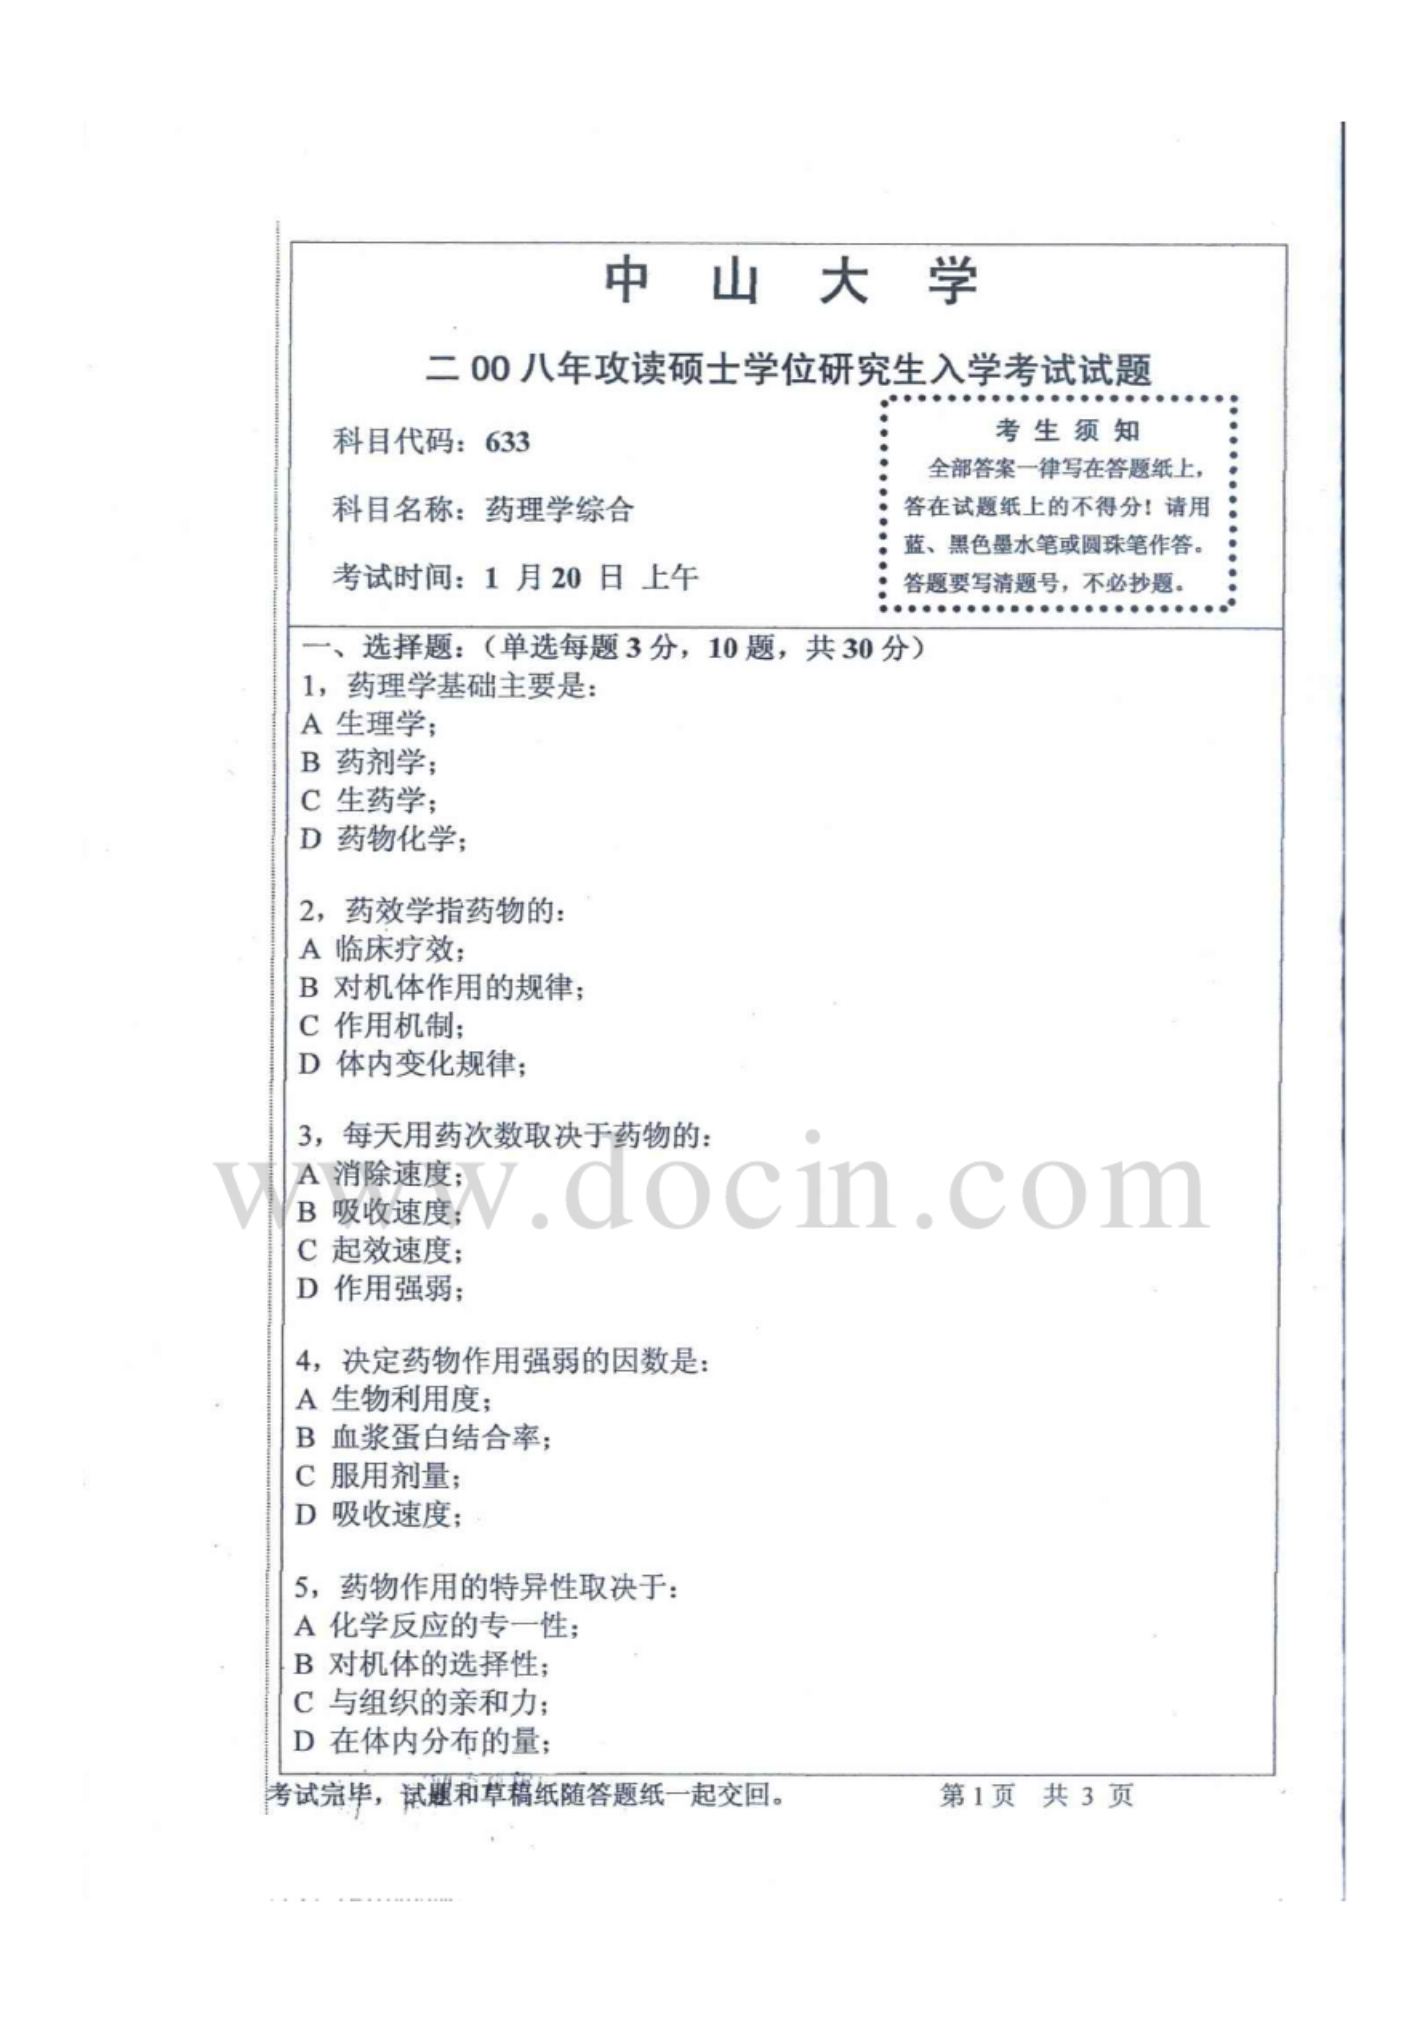 中 山 大 学
二00八年攻读硕士学位研究生入学考试试题
科目代码：633
科目名称：药理学综合
考试时间：1 月 20 日 上午
考 生 须 知
全部答案一律写在答题纸上，
答在试题纸上的不得分！请用
蓝、黑色墨水笔或圆珠笔作答。
答题要写清题号，不必抄题。
一、选择题：（单选每题 3 分，10 题，共 30 分）
1，药理学基础主要是：
A 生理学；
B 药剂学；
C 生药学；
D 药物化学；
2，药效学指药物的：
A 临床疗效；
B 对机体作用的规律；
C 作用机制；
D 体内变化规律；
3，每天用药次数取决于药物的：
A 消除速度；
B 吸收速度；
C 起效速度；
D 作用强弱；
www.docin.com
4，决定药物作用强弱的因数是：
A 生物利用度；
B 血浆蛋白结合率；
C 服用剂量；
D 吸收速度；
5，药物作用的特异性取决于：
A 化学反应的专一性；
B 对机体的选择性；
C 与组织的亲和力；
D 在体内分布的量；
考试完毕，试题和草稿纸随答题纸一起交回。 第 1 页 共 3 页